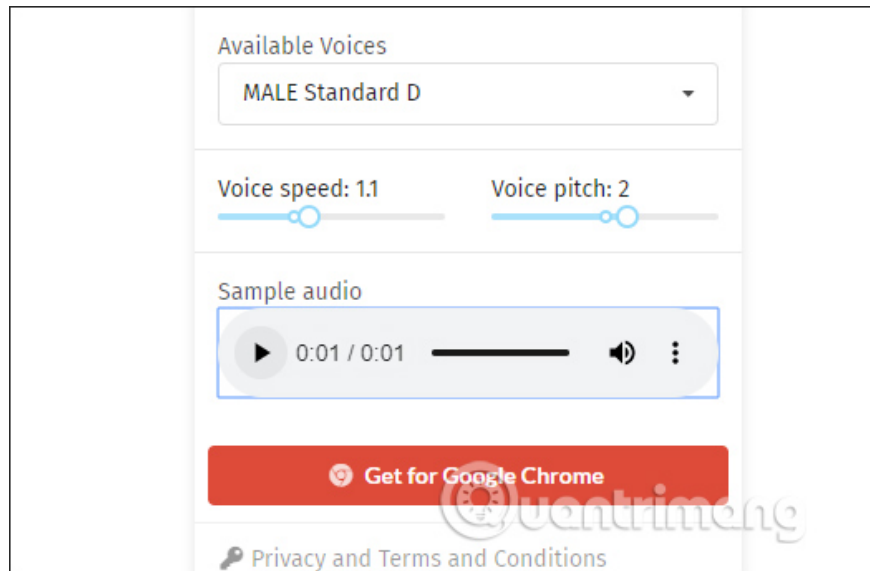 Available Voices
MALE Standard D
Voice speed: 1.1 Voice pitch: 2
Sample audio
0:01 / 0:01
Get for Google Chrome
Quantrimang
Privacy and Terms and Conditions